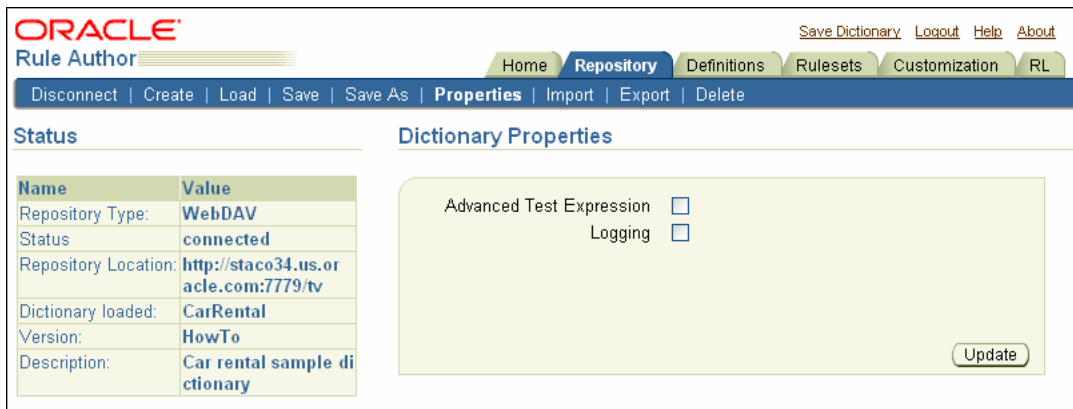 ORACLE
Rule Author
Save Dictionary Logout Help About
Home Repository Definitions Rulesets Customization RL
Disconnect | Create | Load | Save | Save As | Properties | Import | Export | Delete
Status
Name Value
Repository Type: WebDAV
Status connected
Repository Location: http://staco34.us.or
acle.com:7779/tv
Dictionary loaded: CarRental
Version: HowTo
Description: Car rental sample di
ctionary
Dictionary Properties
Advanced Test Expression
Logging
Update